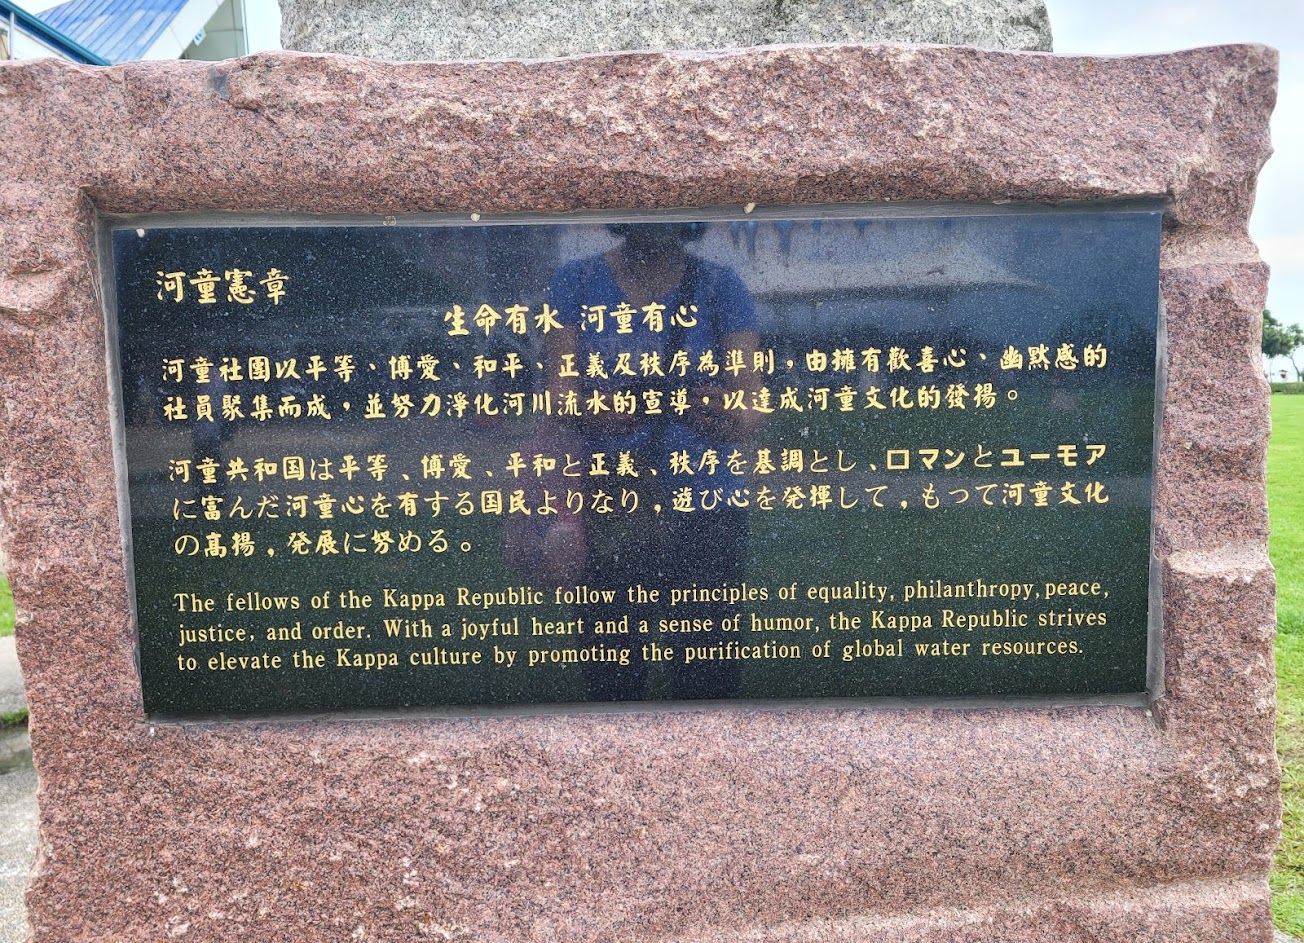 河童憲章
生命有水 河童有心
河童社團以平等、博愛、和平、正義及秩序為準則，由擁有歡喜心、幽默感的
社員聚集而成，並努力淨化河川流水的宣導，以達成河童文化的發揚。
河童共和国は平等、博愛、平和と正義、秩序を基調とし、ロマンとユーモア
に富んだ河童心を有する国民よりなり，遊び心を発揮して，もつて河童文化
の高揚，発展に努める。
The fellows of the Kappa Republic follow the principles of equality, philanthropy, peace,
justice, and order. With a joyful heart and a sense of humor, the Kappa Republic strives
to elevate the Kappa culture by promoting the purification of global water resources.